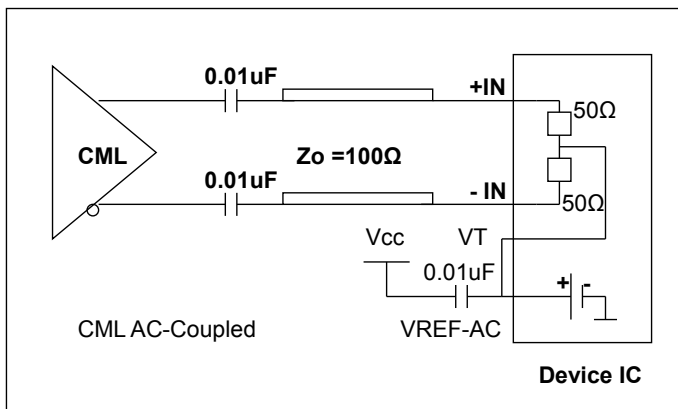 0.01uF
+IN
50Ω
CML
Zo =100Ω
0.01uF
- IN
50Ω
Vcc
VT
0.01uF
+
-
CML AC-Coupled
VREF-AC
Device IC